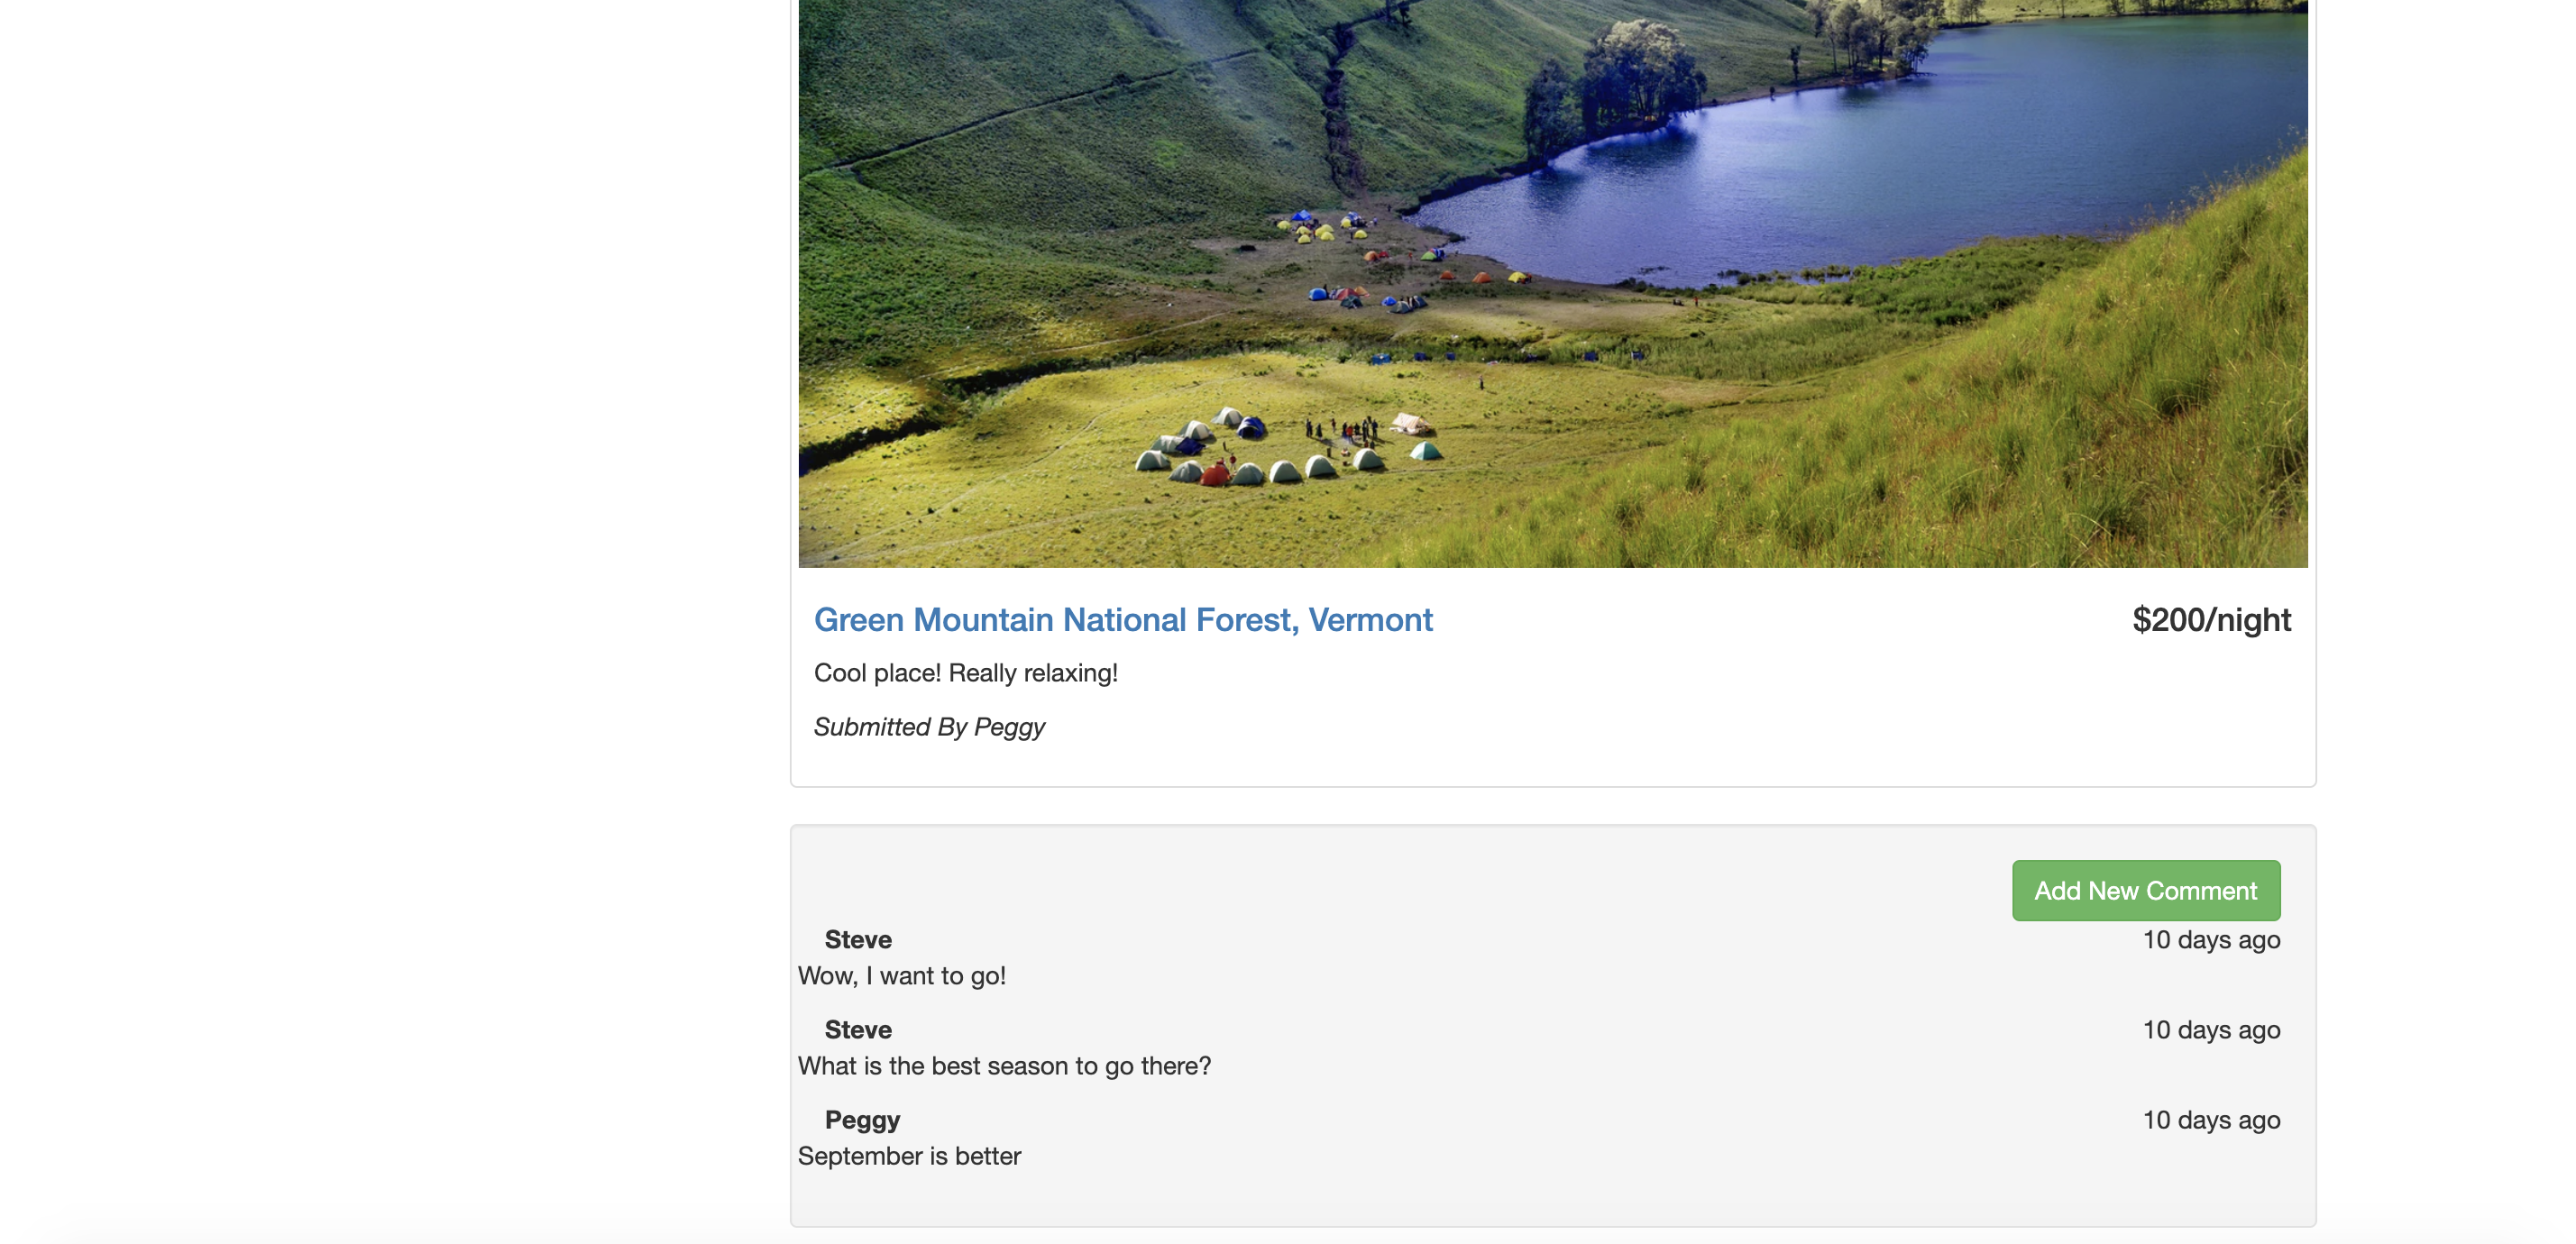 Green Mountain National Forest, Vermont $200/night
Cool place! Really relaxing!
Submitted By Peggy
Add New Comment
Steve 10 days ago
Wow, I want to go!
Steve 10 days ago
What is the best season to go there?
Peggy 10 days ago
September is better